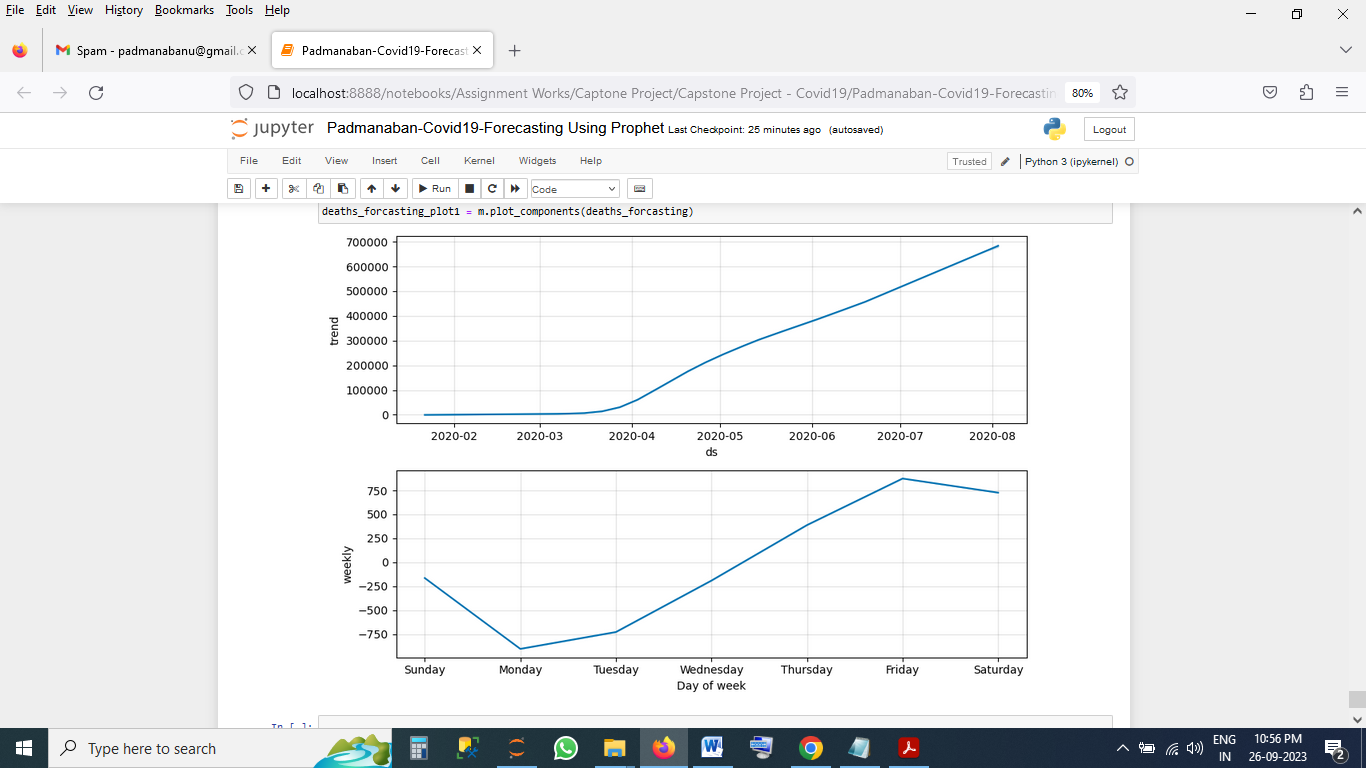 File Edit View History Bookmarks Tools Help
Spam - padmanabanu@gmail.c
Padmanaban-Covid19-Forecast
localhost:8888/notebooks/Assignment Works/Captone Project/Capstone Project - Covid19/Padmanaban-Covid19-Forecastin 80%
jupyter Padmanaban-Covid19-Forecasting Using Prophet Last Checkpoint: 25 minutes ago (autosaved) Logout
File Edit View Insert Cell Kernel Widgets Help Trusted Python 3 (ipykernel)
Run Code
deaths_forcasting_plot1 = m.plot_components(deaths_forcasting)
700000
600000
500000
400000
300000
200000
100000
0
trend
2020-02 2020-03 2020-04 2020-05 2020-06 2020-07 2020-08
ds
750
500
250
0
−250
−500
−750
weekly
Sunday Monday Tuesday Wednesday Thursday Friday Saturday
Day of week
In [ ]:
Type here to search
ENG
IN
10:56 PM
26-09-2023
2